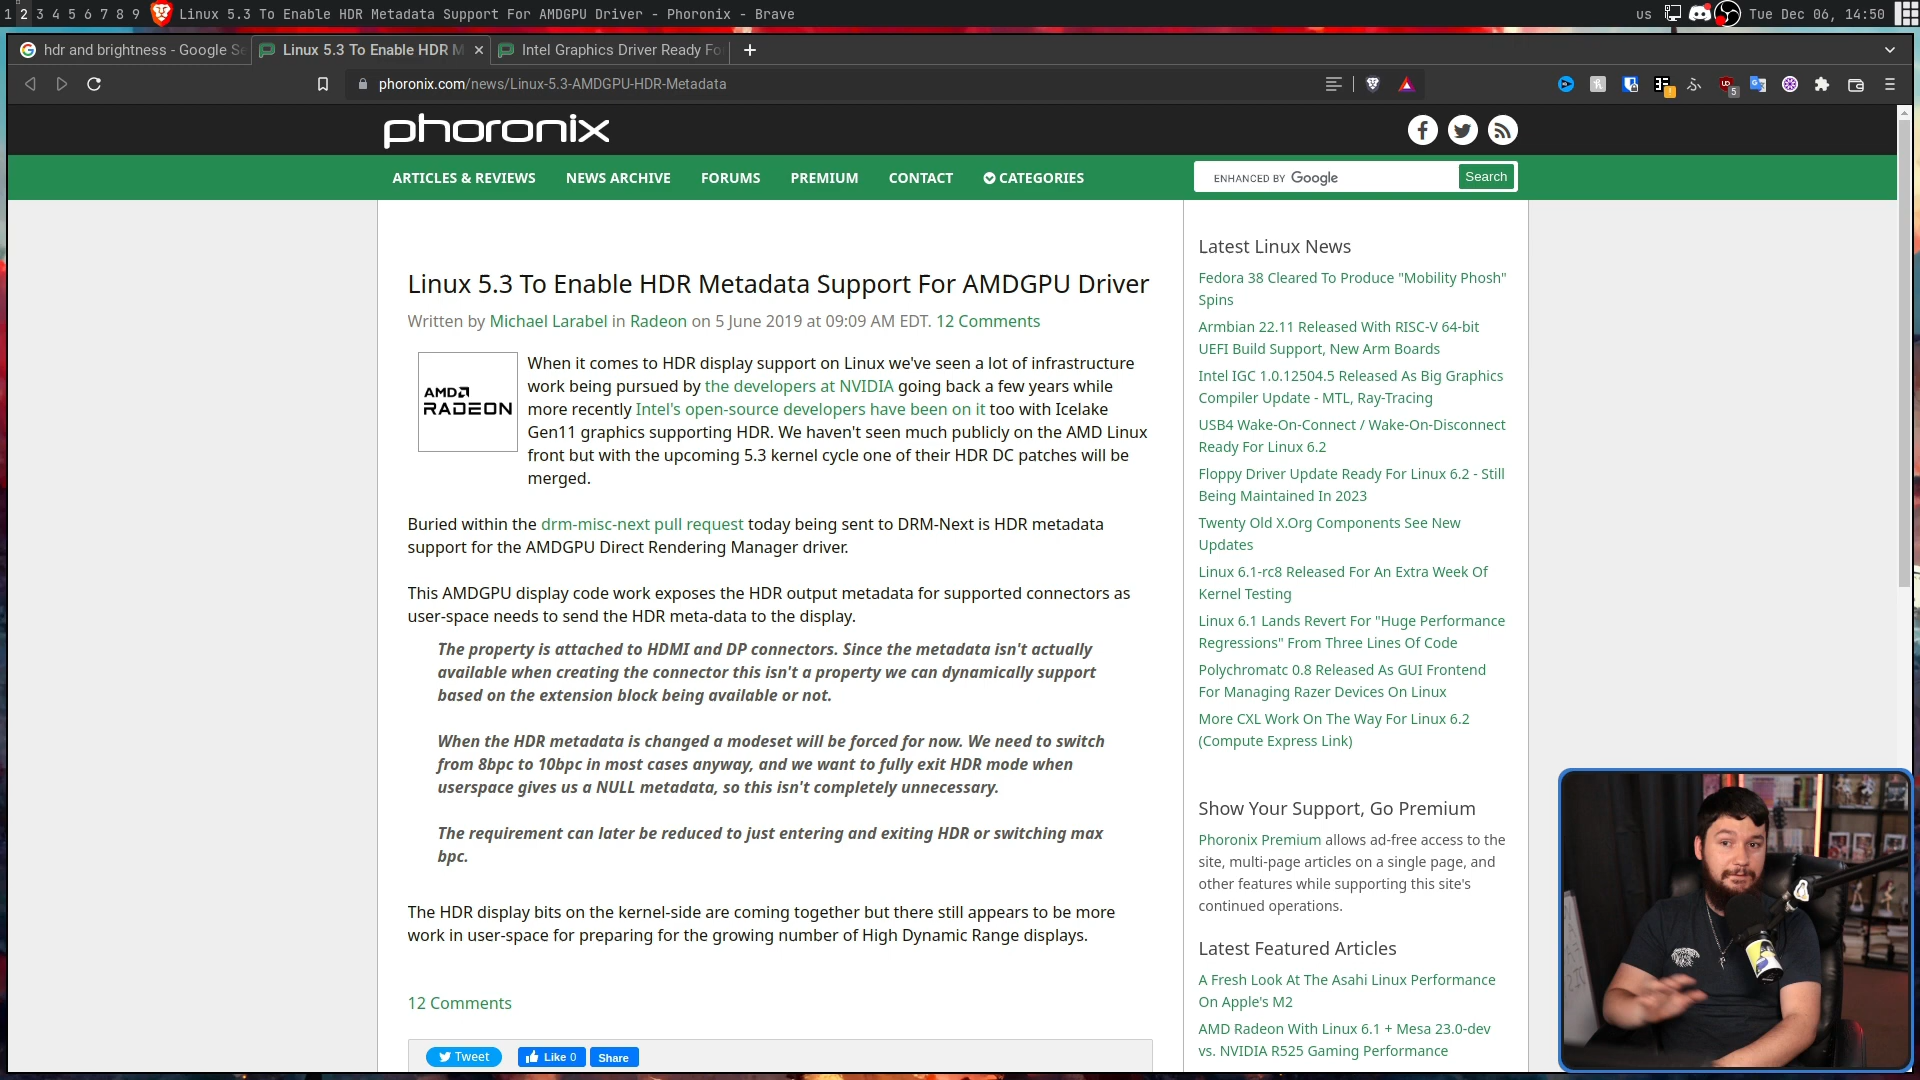 1 2 3 4 5 6 7 8 9 Linux 5.3 To Enable HDR Metadata Support For AMDGPU Driver - Phoronix - Brave
us Tue Dec 06, 14:50
hdr and brightness - Google Se
Linux 5.3 To Enable HDR M
Intel Graphics Driver Ready Fo
phoronix.com/news/Linux-5.3-AMDGPU-HDR-Metadata
phoronix
ARTICLES & REVIEWS NEWS ARCHIVE FORUMS PREMIUM CONTACT CATEGORIES
ENHANCED BY Google Search
Linux 5.3 To Enable HDR Metadata Support For AMDGPU Driver
Written by Michael Larabel in Radeon on 5 June 2019 at 09:09 AM EDT. 12 Comments
AMD
RADEON
When it comes to HDR display support on Linux we've seen a lot of infrastructure
work being pursued by the developers at NVIDIA going back a few years while
more recently Intel's open-source developers have been on it too with Icelake
Gen11 graphics supporting HDR. We haven't seen much publicly on the AMD Linux
front but with the upcoming 5.3 kernel cycle one of their HDR DC patches will be
merged.
Buried within the drm-misc-next pull request today being sent to DRM-Next is HDR metadata
support for the AMDGPU Direct Rendering Manager driver.
This AMDGPU display code work exposes the HDR output metadata for supported connectors as
user-space needs to send the HDR meta-data to the display.
The property is attached to HDMI and DP connectors. Since the metadata isn't actually
available when creating the connector this isn't a property we can dynamically support
based on the extension block being available or not.
When the HDR metadata is changed a modeset will be forced for now. We need to switch
from 8bpc to 10bpc in most cases anyway, and we want to fully exit HDR mode when
userspace gives us a NULL metadata, so this isn't completely unnecessary.
The requirement can later be reduced to just entering and exiting HDR or switching max
bpc.
The HDR display bits on the kernel-side are coming together but there still appears to be more
work in user-space for preparing for the growing number of High Dynamic Range displays.
12 Comments
Tweet Like 0 Share
Latest Linux News
Fedora 38 Cleared To Produce "Mobility Phosh"
Spins
Armbian 22.11 Released With RISC-V 64-bit
UEFI Build Support, New Arm Boards
Intel IGC 1.0.12504.5 Released As Big Graphics
Compiler Update - MTL, Ray-Tracing
USB4 Wake-On-Connect / Wake-On-Disconnect
Ready For Linux 6.2
Floppy Driver Update Ready For Linux 6.2 - Still
Being Maintained In 2023
Twenty Old X.Org Components See New
Updates
Linux 6.1-rc8 Released For An Extra Week Of
Kernel Testing
Linux 6.1 Lands Revert For "Huge Performance
Regressions" From Three Lines Of Code
Polychromatc 0.8 Released As GUI Frontend
For Managing Razer Devices On Linux
More CXL Work On The Way For Linux 6.2
(Compute Express Link)
Show Your Support, Go Premium
Phoronix Premium allows ad-free access to the
site, multi-page articles on a single page, and
other features while supporting this site's
continued operations.
Latest Featured Articles
A Fresh Look At The Asahi Linux Performance
On Apple's M2
AMD Radeon With Linux 6.1 + Mesa 23.0-dev
vs. NVIDIA R525 Gaming Performance